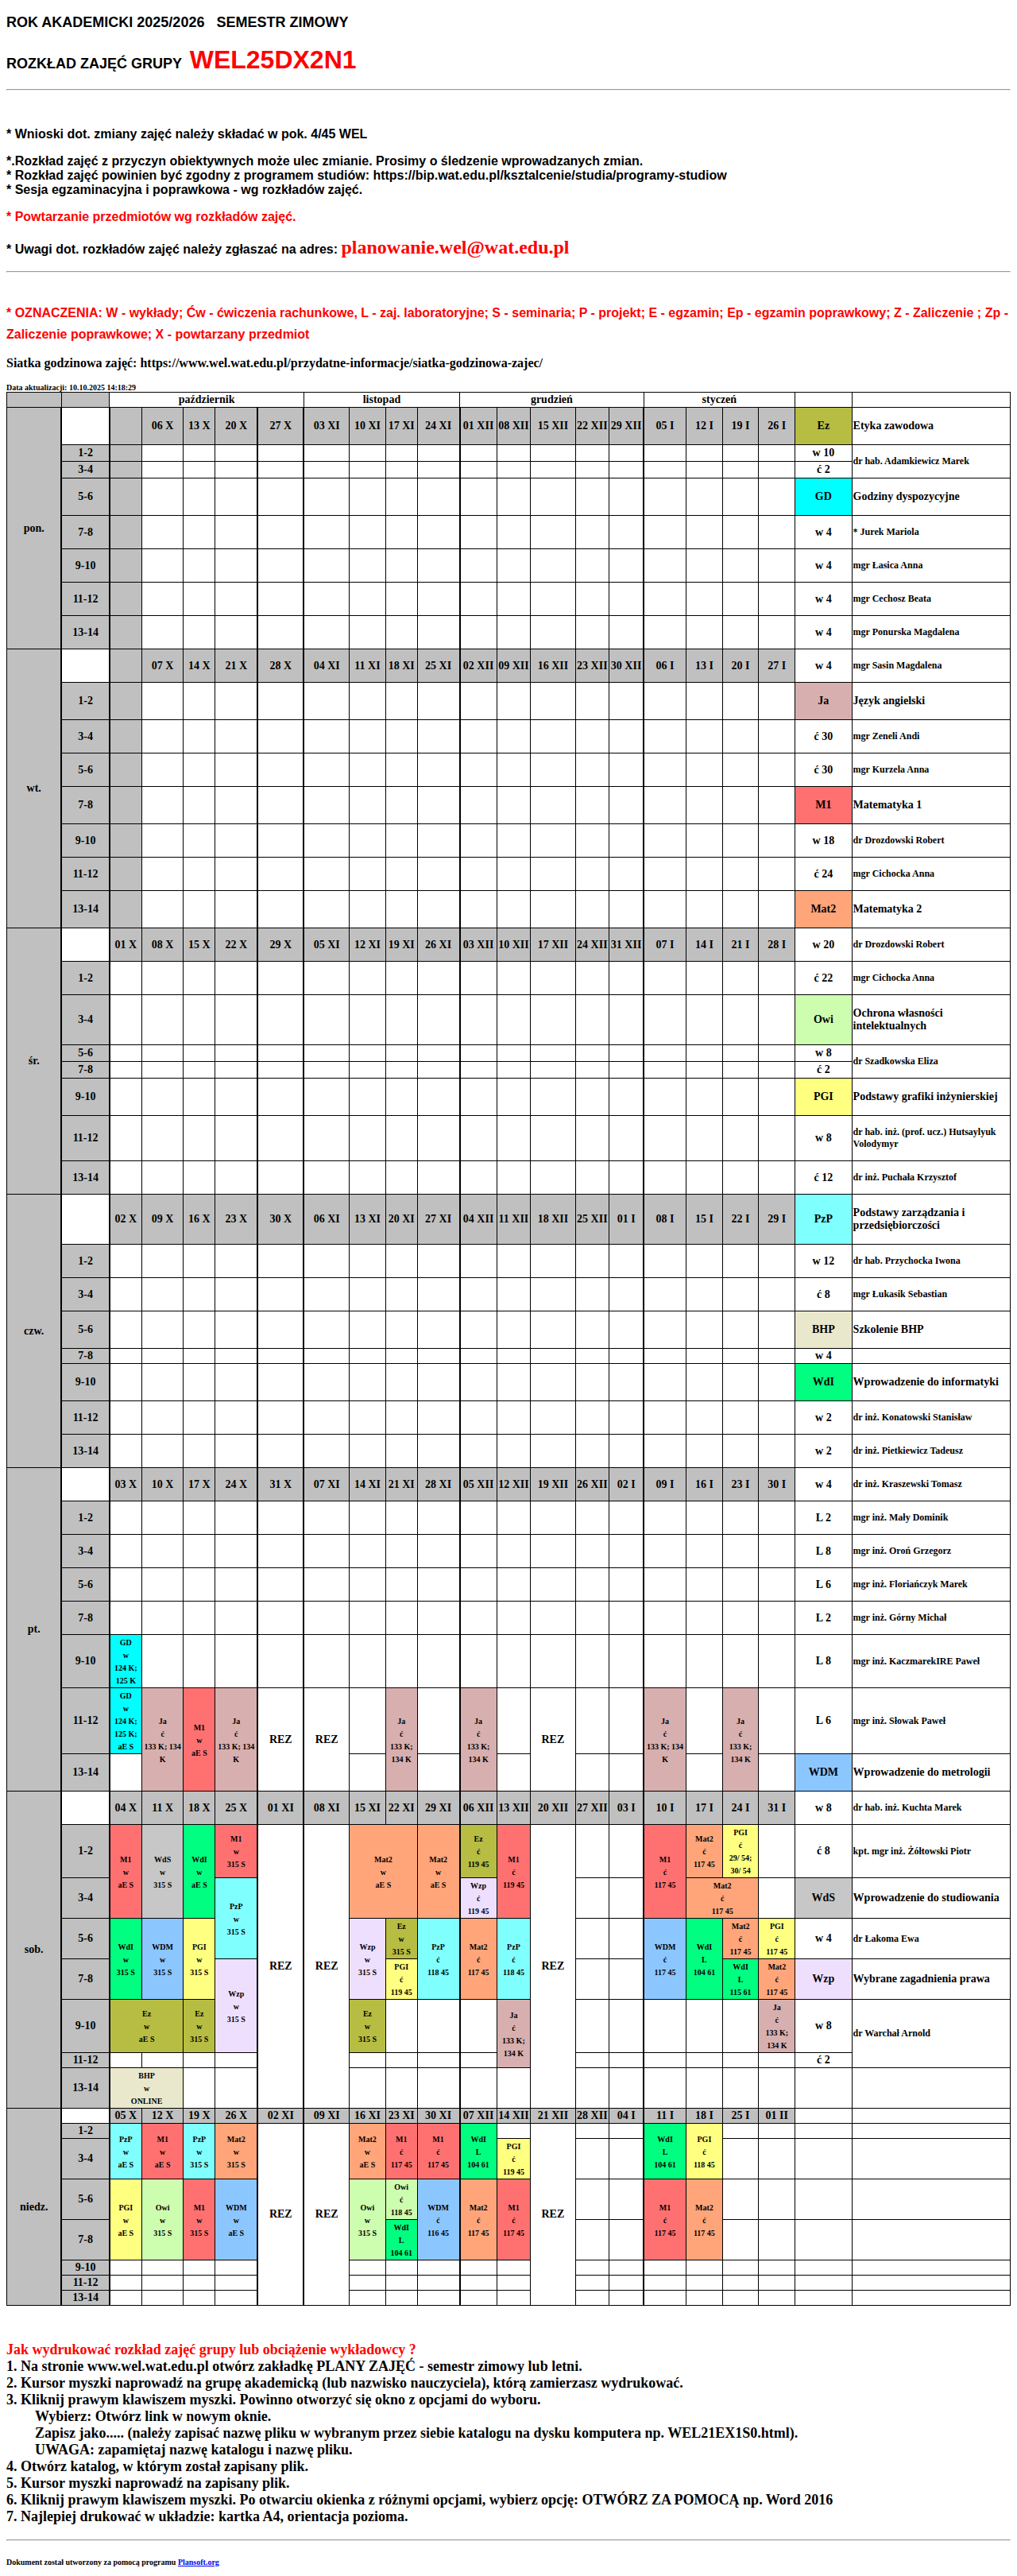 ROK AKADEMICKI 2025/2026 SEMESTR ZIMOWY
ROZKŁAD ZAJĘĆ GRUPY WEL25DX2N1
* Wnioski dot. zmiany zajęć należy składać w pok. 4/45 WEL
*.Rozkład zajęć z przyczyn obiektywnych może ulec zmianie. Prosimy o śledzenie wprowadzanych zmian.
* Rozkład zajęć powinien być zgodny z programem studiów: https://bip.wat.edu.pl/ksztalcenie/studia/programy-studiow
* Sesja egzaminacyjna i poprawkowa - wg rozkładów zajęć.
* Powtarzanie przedmiotów wg rozkładów zajęć.
* Uwagi dot. rozkładów zajęć należy zgłaszać na adres: planowanie.wel@wat.edu.pl
* OZNACZENIA: W - wykłady; Ćw - ćwiczenia rachunkowe, L - zaj. laboratoryjne; S - seminaria; P - projekt; E - egzamin; Ep - egzamin poprawkowy; Z - Zaliczenie ; Zp -
Zaliczenie poprawkowe; X - powtarzany przedmiot
Siatka godzinowa zajęć: https://www.wel.wat.edu.pl/przydatne-informacje/siatka-godzinowa-zajec/
Data aktualizacji: 10.10.2025 14:18:29
październik listopad grudzień styczeń
pon. 06 X 13 X 20 X 27 X 03 XI 10 XI 17 XI 24 XI 01 XII 08 XII 15 XII 22 XII 29 XII 05 I 12 I 19 I 26 I Ez Etyka zawodowa
1-2 w 10 dr hab. Adamkiewicz Marek
3-4 ć 2
5-6 GD Godziny dyspozycyjne
7-8 w 4 * Jurek Mariola
9-10 w 4 mgr Łasica Anna
11-12 w 4 mgr Cechosz Beata
13-14 w 4 mgr Ponurska Magdalena
wt. 07 X 14 X 21 X 28 X 04 XI 11 XI 18 XI 25 XI 02 XII 09 XII 16 XII 23 XII 30 XII 06 I 13 I 20 I 27 I w 4 mgr Sasin Magdalena
1-2 Ja Język angielski
3-4 ć 30 mgr Zeneli Andi
5-6 ć 30 mgr Kurzela Anna
7-8 M1 Matematyka 1
9-10 w 18 dr Drozdowski Robert
11-12 ć 24 mgr Cichocka Anna
13-14 Mat2 Matematyka 2
śr. 01 X 08 X 15 X 22 X 29 X 05 XI 12 XI 19 XI 26 XI 03 XII 10 XII 17 XII 24 XII 31 XII 07 I 14 I 21 I 28 I w 20 dr Drozdowski Robert
1-2 ć 22 mgr Cichocka Anna
3-4 Owi Ochrona własności
intelektualnych
5-6 w 8 dr Szadkowska Eliza
7-8 ć 2
9-10 PGI Podstawy grafiki inżynierskiej
11-12 w 8 dr hab. inż. (prof. ucz.) Hutsaylyuk
Volodymyr
13-14 ć 12 dr inż. Puchała Krzysztof
czw. 02 X 09 X 16 X 23 X 30 X 06 XI 13 XI 20 XI 27 XI 04 XII 11 XII 18 XII 25 XII 01 I 08 I 15 I 22 I 29 I PzP Podstawy zarządzania i
przedsiębiorczości
1-2 w 12 dr hab. Przychocka Iwona
3-4 ć 8 mgr Łukasik Sebastian
5-6 BHP Szkolenie BHP
7-8 w 4
9-10 WdI Wprowadzenie do informatyki
11-12 w 2 dr inż. Konatowski Stanisław
13-14 w 2 dr inż. Pietkiewicz Tadeusz
pt. 03 X 10 X 17 X 24 X 31 X 07 XI 14 XI 21 XI 28 XI 05 XII 12 XII 19 XII 26 XII 02 I 09 I 16 I 23 I 30 I w 4 dr inż. Kraszewski Tomasz
1-2 L 2 mgr inż. Mały Dominik
3-4 L 8 mgr inż. Oroń Grzegorz
5-6 L 6 mgr inż. Floriańczyk Marek
7-8 L 2 mgr inż. Górny Michał
9-10 GD w 124 K; 125 K L 8 mgr inż. KaczmarekIRE Paweł
11-12 GD w 124 K; 125 K; aE S Ja ć 133 K; 134 K M1 w aE S Ja ć 133 K; 134 K REZ REZ Ja ć 133 K; 134 K Ja ć 133 K; 134 K REZ Ja ć 133 K; 134 K Ja ć 133 K; 134 K L 6 mgr inż. Słowak Paweł
13-14 WDM Wprowadzenie do metrologii
sob. 04 X 11 X 18 X 25 X 01 XI 08 XI 15 XI 22 XI 29 XI 06 XII 13 XII 20 XII 27 XII 03 I 10 I 17 I 24 I 31 I w 8 dr hab. inż. Kuchta Marek
1-2 M1 w aE S WdS w 315 S WdI w aE S M1 w 315 S REZ REZ Mat2 w aE S Mat2 w aE S Ez ć 119 45 M1 ć 119 45 REZ M1 ć 117 45 Mat2 ć 117 45 PGI ć 29/ 54; 30/ 54 ć 8 kpt. mgr inż. Żółtowski Piotr
3-4 PzP w 315 S Wzp ć 119 45 Mat2 ć 117 45 WdS Wprowadzenie do studiowania
5-6 WdI w 315 S WDM w 315 S PGI w 315 S Wzp w 315 S Ez w 315 S PzP ć 118 45 Mat2 ć 117 45 PzP ć 118 45 WDM ć 117 45 WdI L 104 61 Mat2 ć 117 45 PGI ć 117 45 w 4 dr Łakoma Ewa
7-8 Wzp w 315 S PGI ć 119 45 WdI L 115 61 Mat2 ć 117 45 Wzp Wybrane zagadnienia prawa
9-10 Ez w aE S Ez w 315 S Ez w 315 S Ja ć 133 K; 134 K Ja ć 133 K; 134 K w 8 dr Warchał Arnold
11-12 ć 2
13-14 BHP w ONLINE
niedz. 05 X 12 X 19 X 26 X 02 XI 09 XI 16 XI 23 XI 30 XI 07 XII 14 XII 21 XII 28 XII 04 I 11 I 18 I 25 I 01 II
1-2 PzP w aE S M1 w aE S PzP w 315 S Mat2 w 315 S REZ REZ Mat2 w aE S M1 ć 117 45 M1 ć 117 45 WdI L 104 61 REZ WdI L 104 61 PGI ć 118 45
3-4 PGI ć 119 45
5-6 PGI w aE S Owi w 315 S M1 w 315 S WDM w aE S Owi w 315 S Owi ć 118 45 WDM ć 116 45 Mat2 ć 117 45 M1 ć 117 45 M1 ć 117 45 Mat2 ć 117 45
7-8 WdI L 104 61
9-10
11-12
13-14
Jak wydrukować rozkład zajęć grupy lub obciążenie wykładowcy ?
1. Na stronie www.wel.wat.edu.pl otwórz zakładkę PLANY ZAJĘĆ - semestr zimowy lub letni.
2. Kursor myszki naprowadź na grupę akademicką (lub nazwisko nauczyciela), którą zamierzasz wydrukować.
3. Kliknij prawym klawiszem myszki. Powinno otworzyć się okno z opcjami do wyboru.
Wybierz: Otwórz link w nowym oknie.
Zapisz jako..... (należy zapisać nazwę pliku w wybranym przez siebie katalogu na dysku komputera np. WEL21EX1S0.html).
UWAGA: zapamiętaj nazwę katalogu i nazwę pliku.
4. Otwórz katalog, w którym został zapisany plik.
5. Kursor myszki naprowadź na zapisany plik.
6. Kliknij prawym klawiszem myszki. Po otwarciu okienka z różnymi opcjami, wybierz opcję: OTWÓRZ ZA POMOCĄ np. Word 2016
7. Najlepiej drukować w układzie: kartka A4, orientacja pozioma.
Dokument został utworzony za pomocą programu Plansoft.org